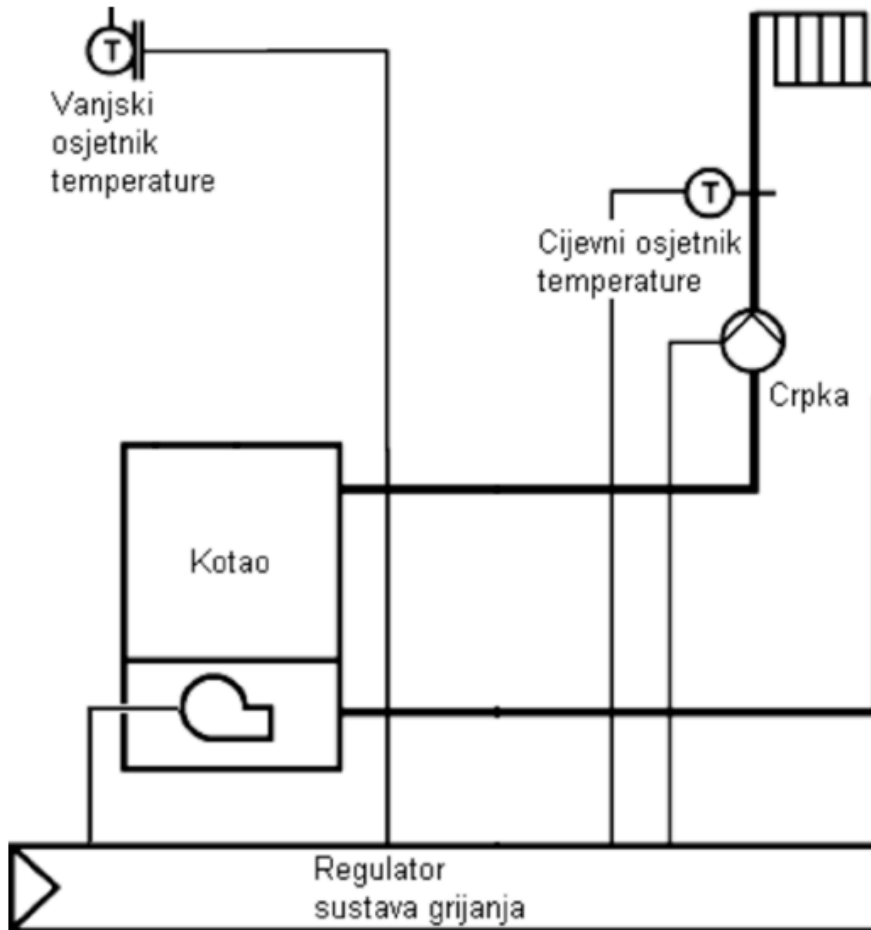 T
Vanjski
osjetnik
temperature
T
Cijevni osjetnik
temperature
Crpka
Kotao
Regulator
sustava grijanja